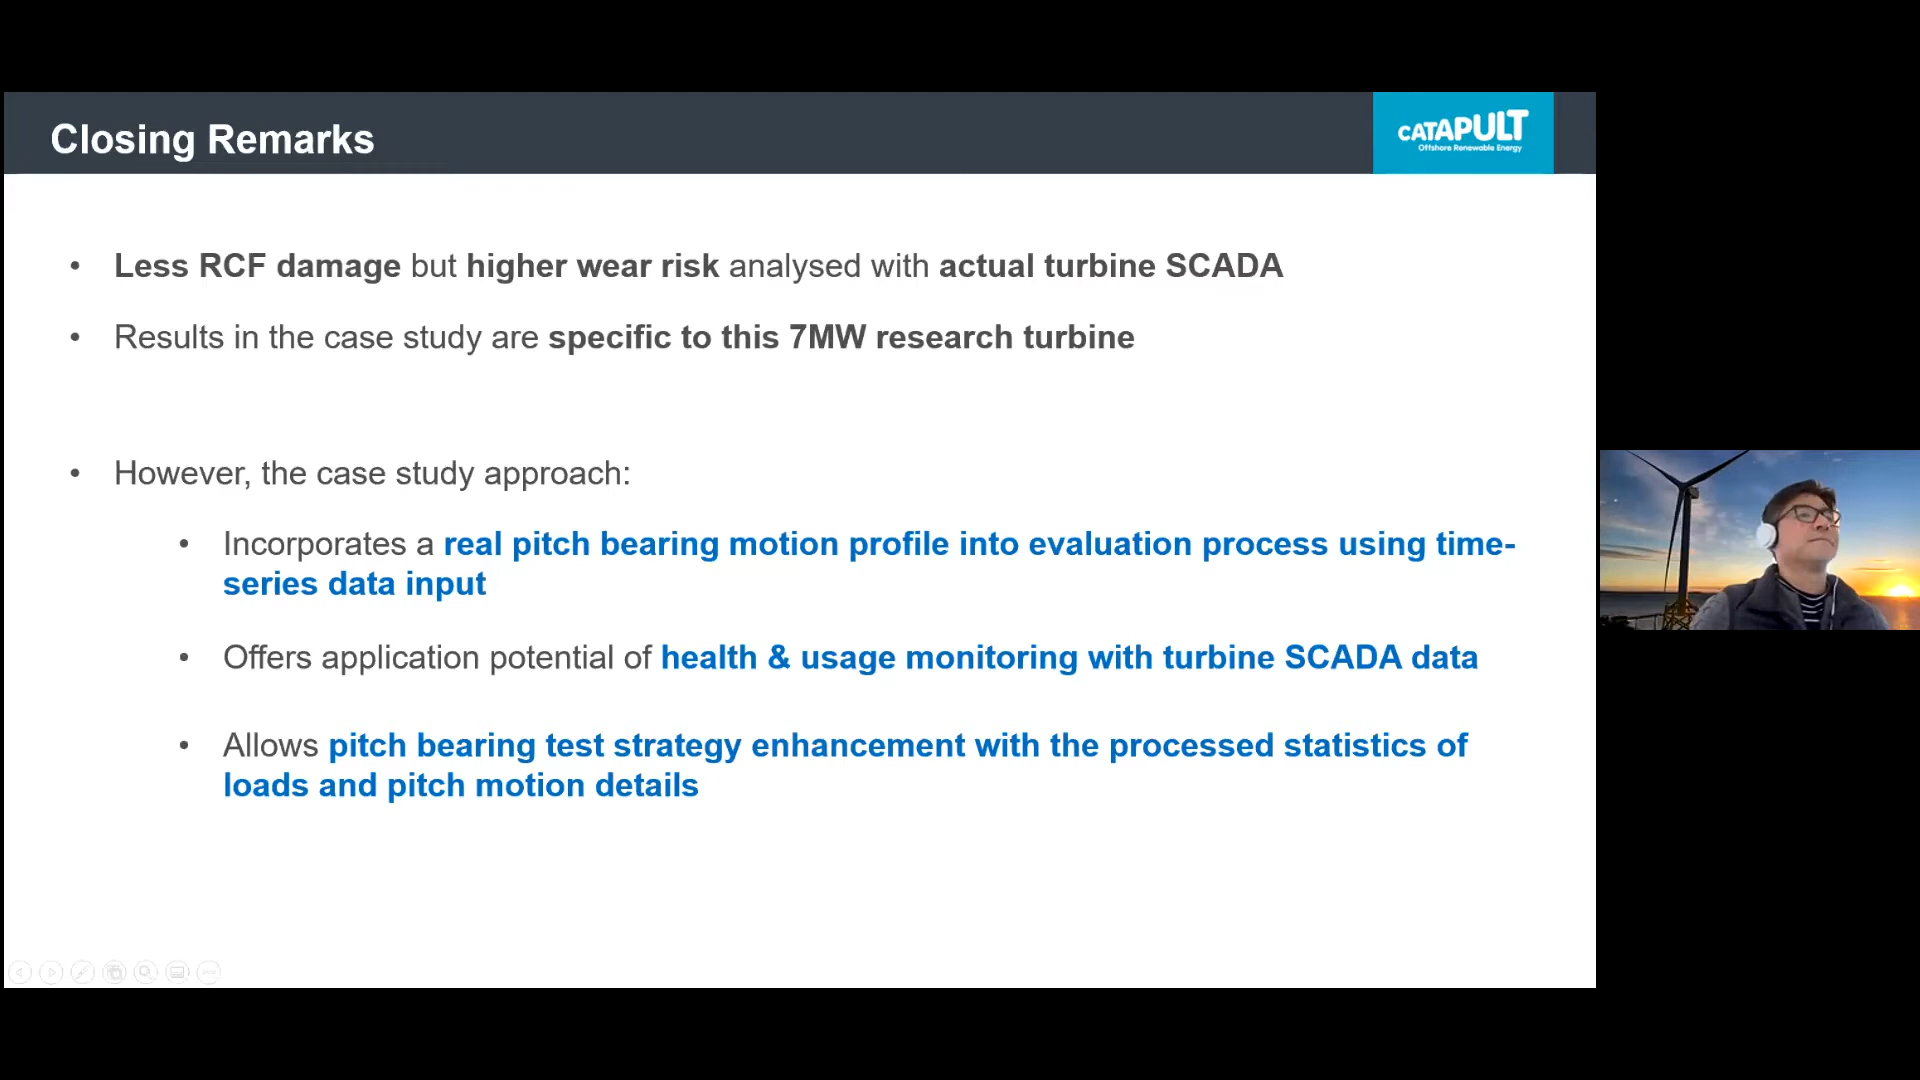 Closing Remarks
CATAPULT
Offshore Renewable Energy
• Less RCF damage but higher wear risk analysed with actual turbine SCADA
• Results in the case study are specific to this 7MW research turbine
• However, the case study approach:
• Incorporates a real pitch bearing motion profile into evaluation process using time-
series data input
• Offers application potential of health & usage monitoring with turbine SCADA data
• Allows pitch bearing test strategy enhancement with the processed statistics of
loads and pitch motion details